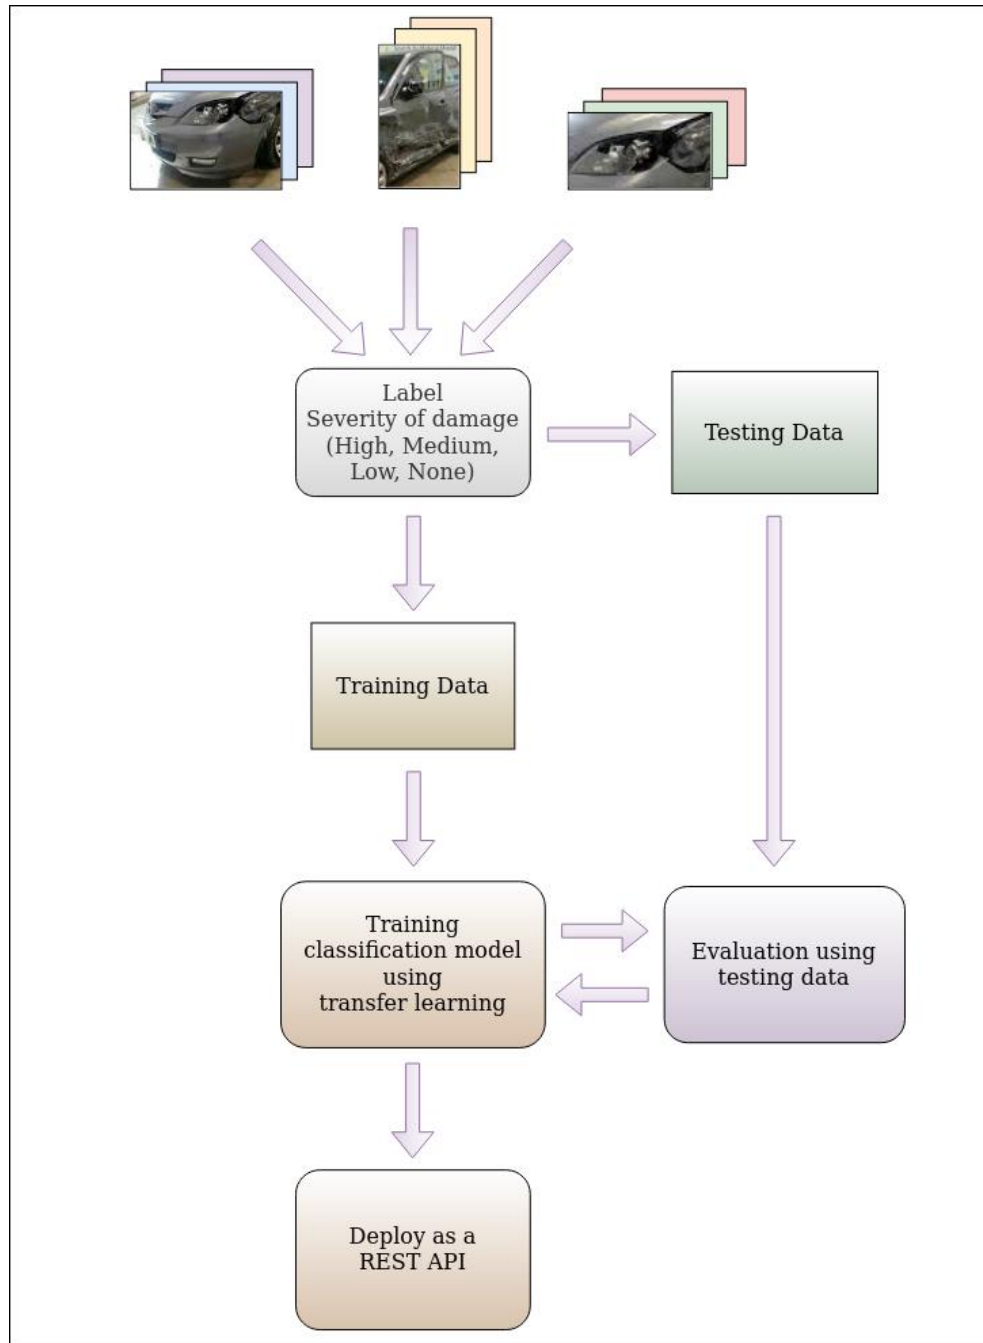 Label
Severity of damage
(High, Medium,
Low, None)
Testing Data
Training Data
Training
classification model
using
transfer learning
Evaluation using
testing data
Deploy as a
REST API